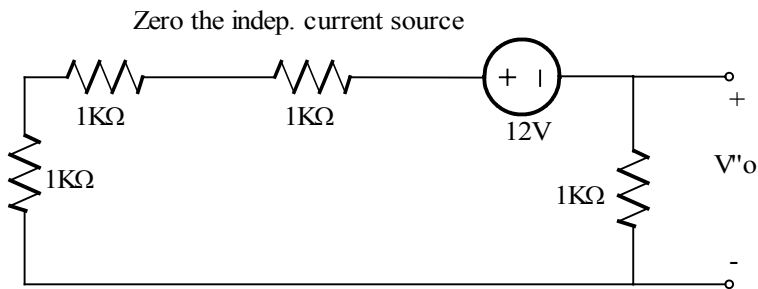 Zero the indep. current source
+ -
1KΩ
1KΩ
12V
+
1KΩ
1KΩ
V"o
-